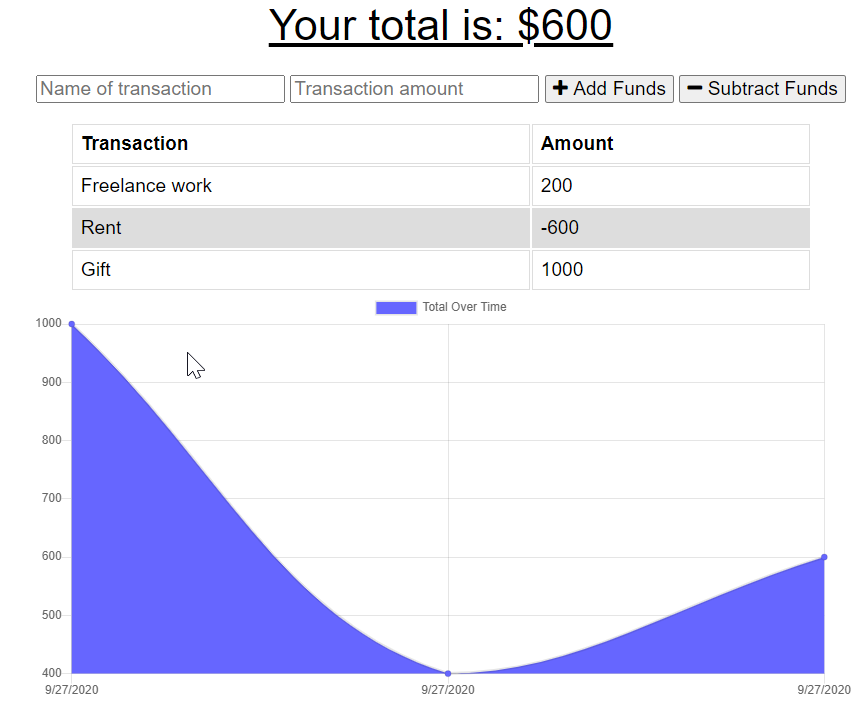 Your total is: $600
Name of transaction Transaction amount Add Funds Subtract Funds
Transaction Amount
Freelance work 200
Rent -600
Gift 1000
Total Over Time
1000
900
800
700
600
500
400
9/27/2020 9/27/2020 9/27/2020